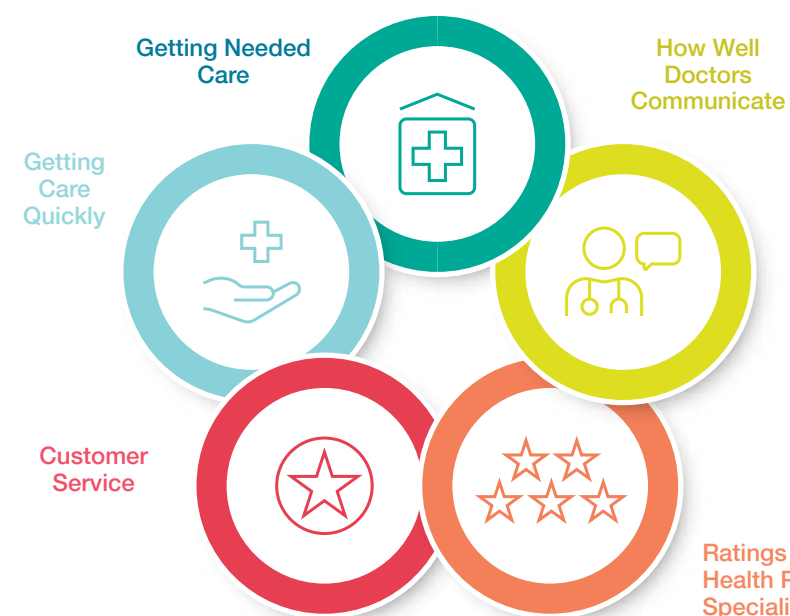 Getting Needed
Care
How Well
Doctors
Communicate
Getting
Care
Quickly
Customer
Service
Ratings
Health